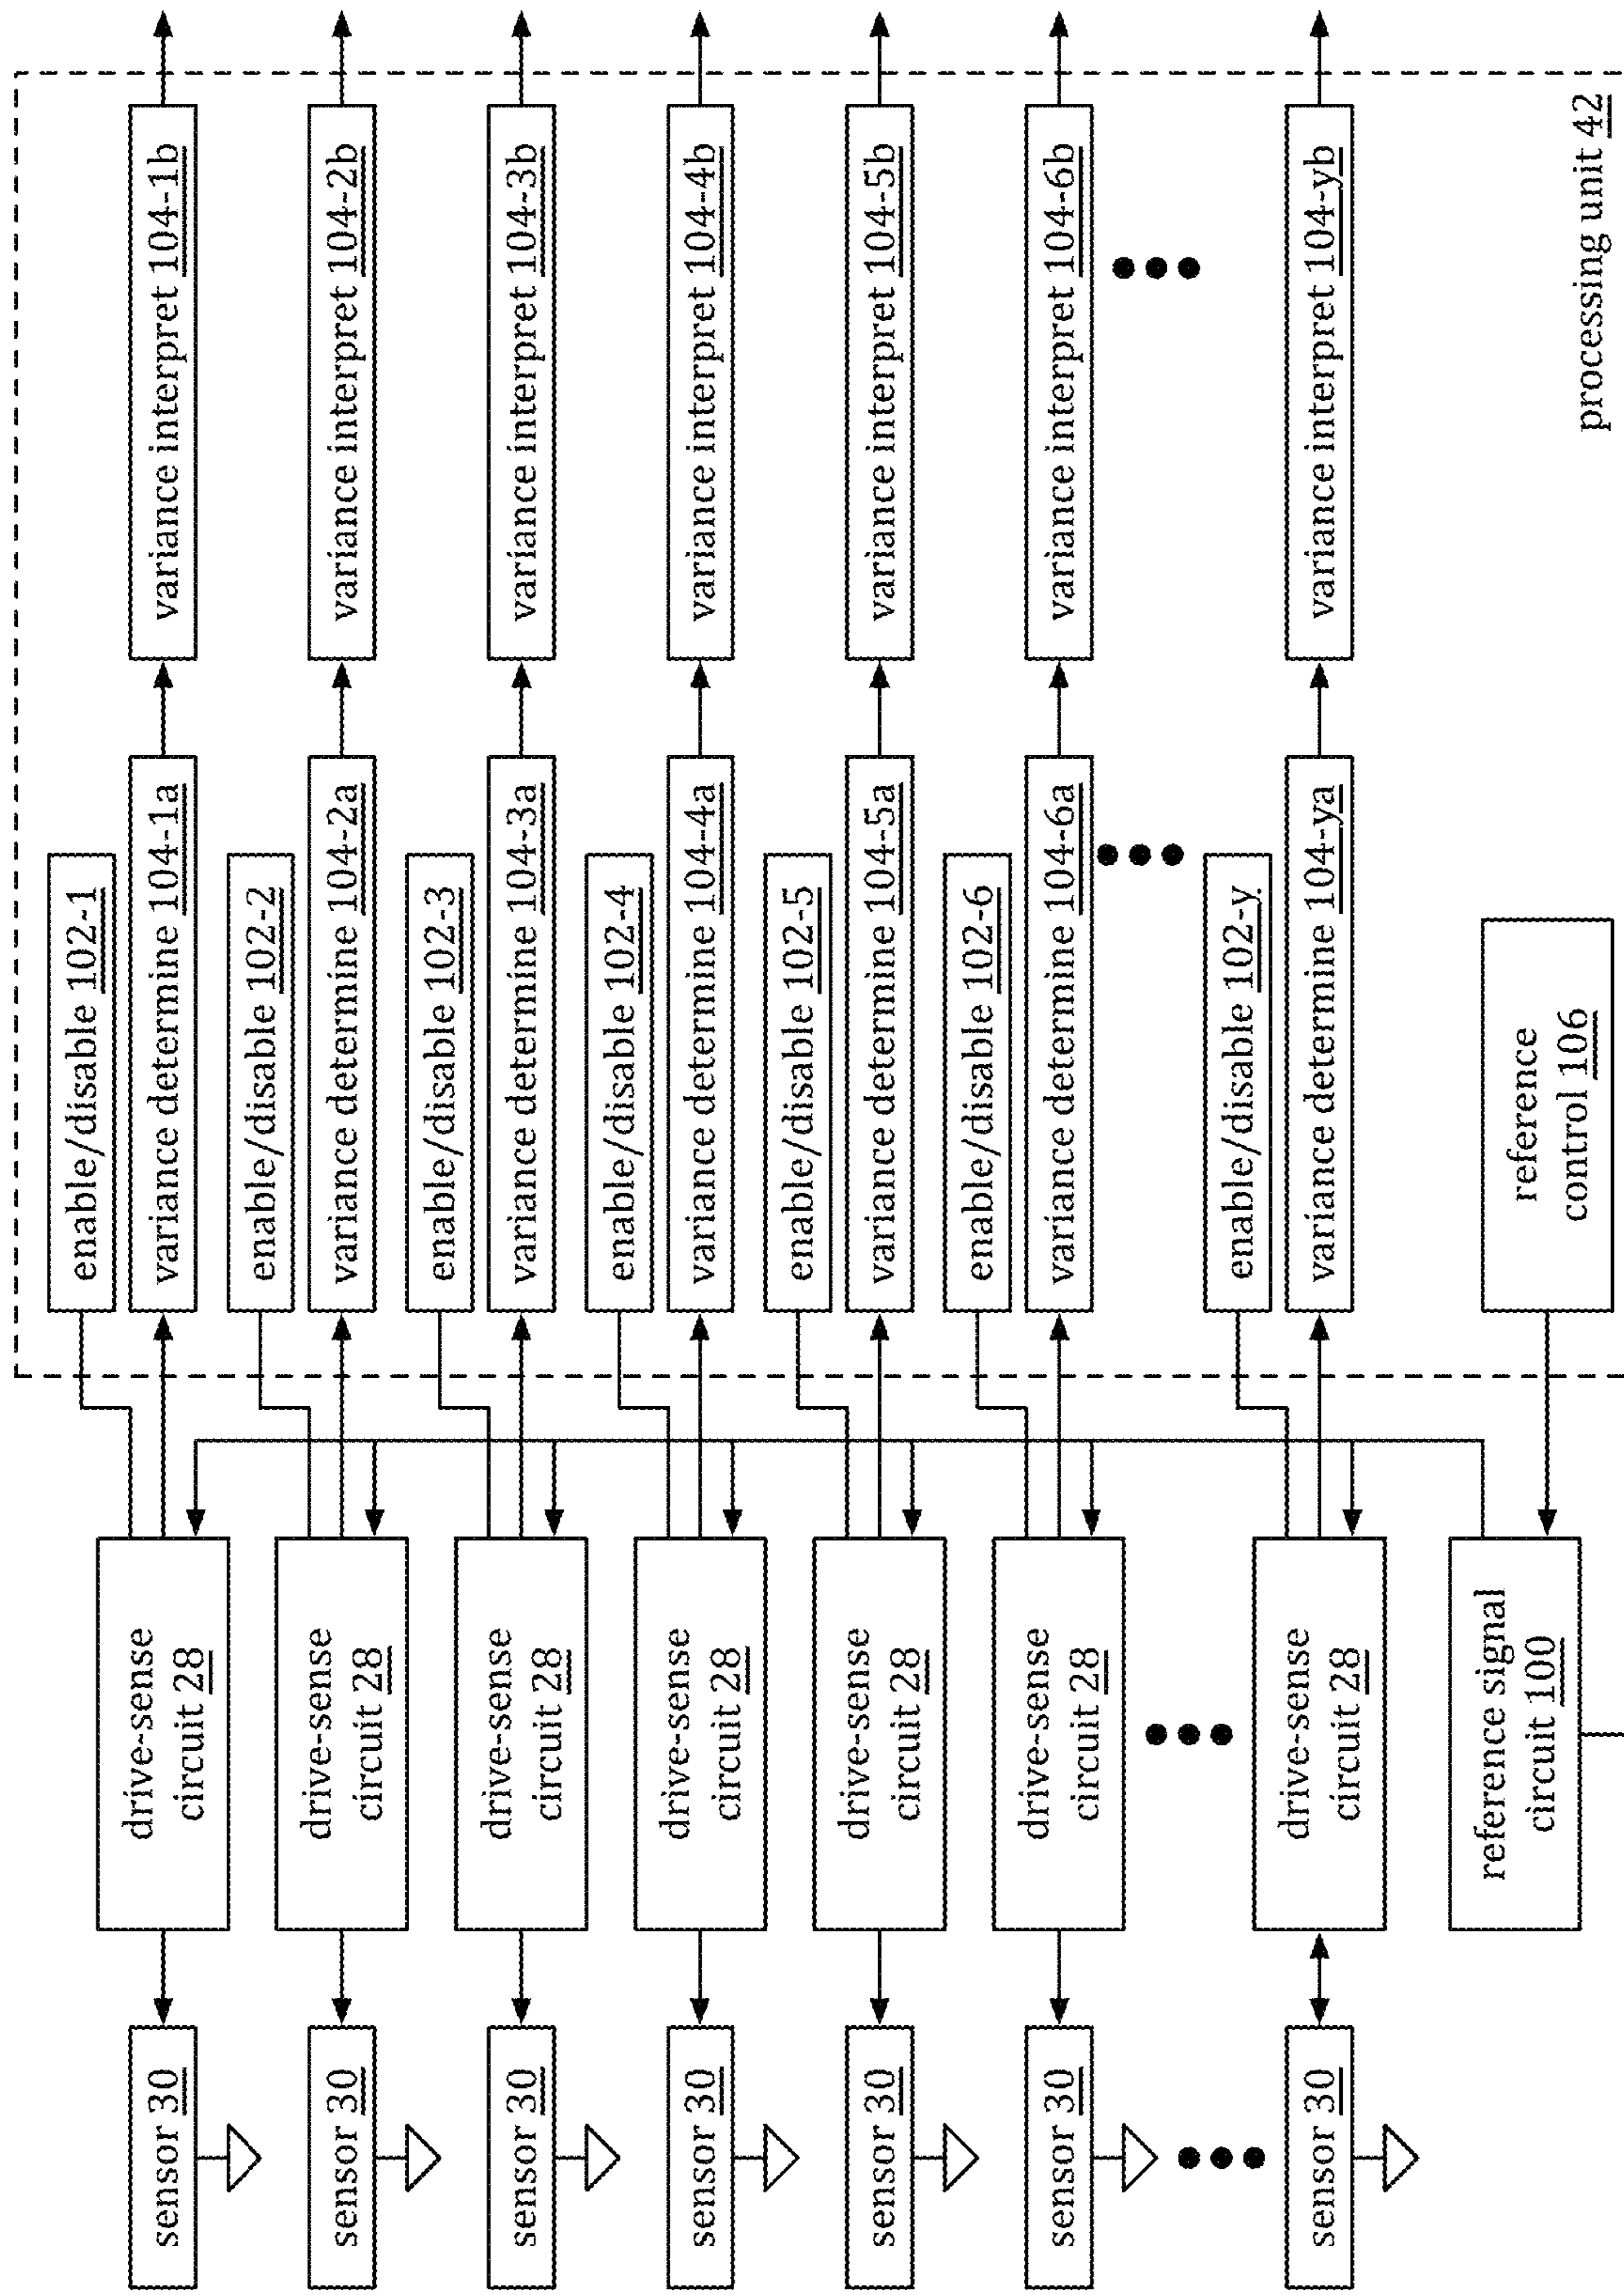 sensor 30
drive-sense
circuit 28
enable/disable 102-1
variance determine 104-1a
variance interpret 104-1b
sensor 30
drive-sense
circuit 28
enable/disable 102-2
variance determine 104-2a
variance interpret 104-2b
sensor 30
drive-sense
circuit 28
enable/disable 102-3
variance determine 104-3a
variance interpret 104-3b
sensor 30
drive-sense
circuit 28
enable/disable 102-4
variance determine 104-4a
variance interpret 104-4b
sensor 30
drive-sense
circuit 28
enable/disable 102-5
variance determine 104-5a
variance interpret 104-5b
sensor 30
drive-sense
circuit 28
enable/disable 102-6
variance determine 104-6a
variance interpret 104-6b
sensor 30
drive-sense
circuit 28
enable/disable 102-y
variance determine 104-ya
variance interpret 104-yb
reference signal
circuit 100
reference
control 106
processing unit 42